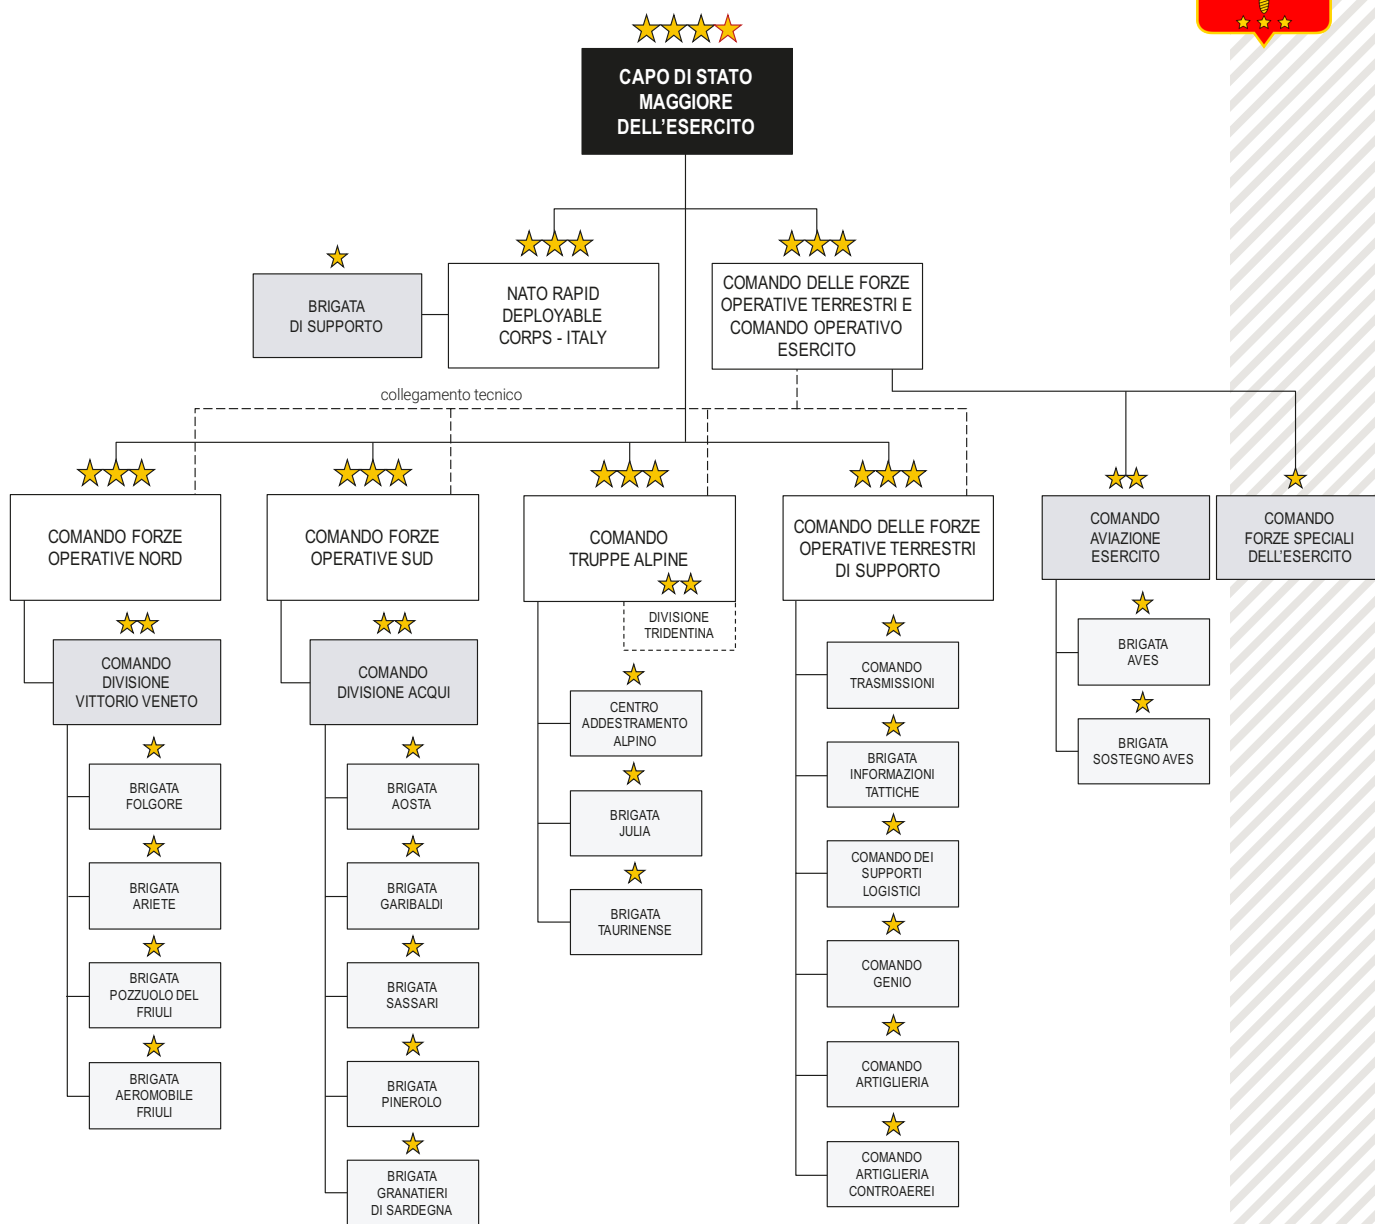 CAPO DI STATO
MAGGIORE
DELL'ESERCITO
BRIGATA
DI SUPPORTO
NATO RAPID
DEPLOYABLE
CORPS - ITALY
COMANDO DELLE FORZE
OPERATIVE TERRESTRI E
COMANDO OPERATIVO
ESERCITO
collegamento tecnico
COMANDO FORZE
OPERATIVE NORD
COMANDO FORZE
OPERATIVE SUD
COMANDO
TRUPPE ALPINE
COMANDO DELLE FORZE
OPERATIVE TERRESTRI
DI SUPPORTO
COMANDO
AVIAZIONE
ESERCITO
COMANDO
FORZE SPECIALI
DELL'ESERCITO
COMANDO
DIVISIONE
VITTORIO VENETO
BRIGATA
FOLGORE
BRIGATA
ARIETE
BRIGATA
POZZUOLO DEL
FRIULI
BRIGATA
AEROMOBILE
FRIULI
COMANDO
DIVISIONE ACQUI
BRIGATA
AOSTA
BRIGATA
GARIBALDI
BRIGATA
SASSARI
BRIGATA
PINEROLO
BRIGATA
GRANATIERI
DI SARDEGNA
DIVISIONE
TRIDENTINA
CENTRO
ADDESTRAMENTO
ALPINO
BRIGATA
JULIA
BRIGATA
TAURINENSE
COMANDO
TRASMISSIONI
BRIGATA
INFORMAZIONI
TATTICHE
COMANDO DEI
SUPPORTI
LOGISTICI
COMANDO
GENIO
COMANDO
ARTIGLIERIA
COMANDO
ARTIGLIERIA
CONTROAEREI
BRIGATA
AVES
BRIGATA
SOSTEGNO AVES